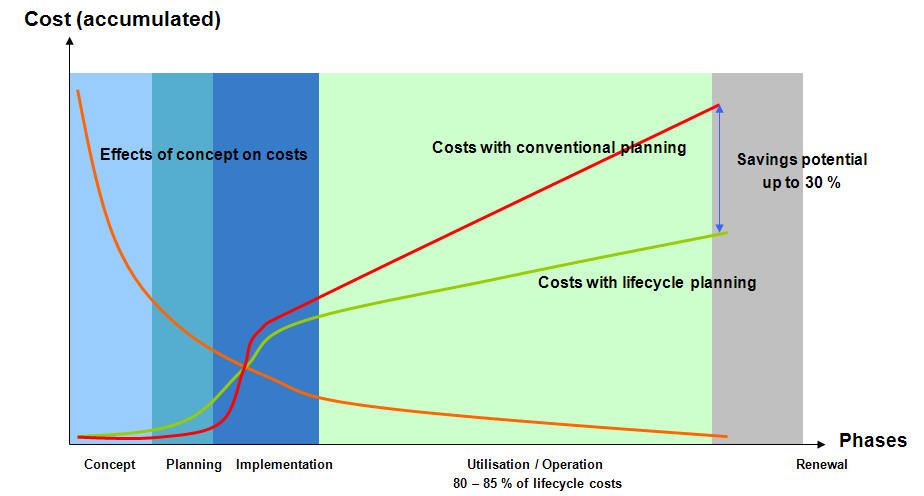 Cost (accumulated)
Effects of concept on costs
Costs with conventional planning
Savings potential
up to 30 %
Costs with lifecycle planning
Phases
Concept
Planning
Implementation
Utilisation / Operation
80 – 85 % of lifecycle costs
Renewal